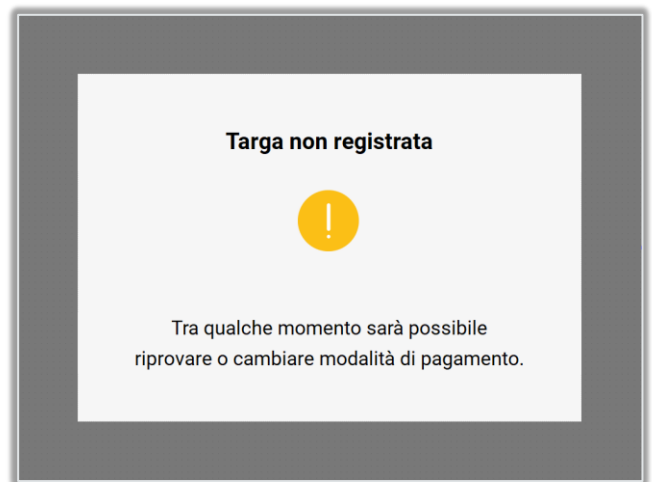 Targa non registrata
Tra qualche momento sarà possibile
riprovare o cambiare modalità di pagamento.